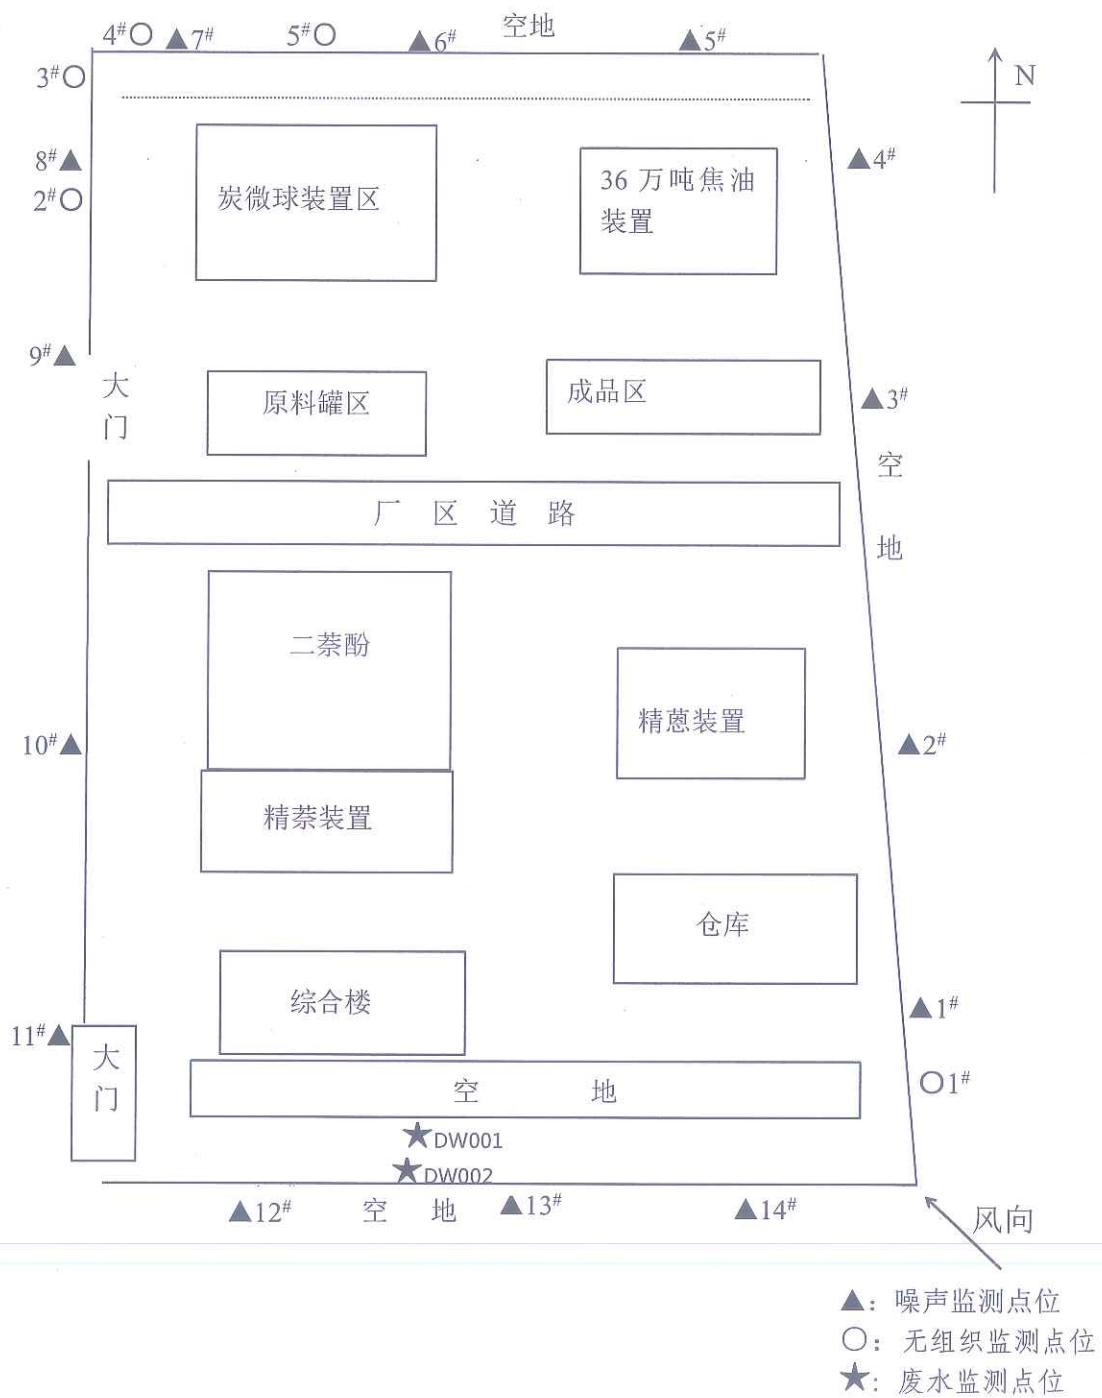 空地
4#○ ▲7# 5#○ ▲6# ▲5#
3#○
N
8#▲
▲4#
2#○
炭微球装置区
36 万吨焦油
装置
9#▲
大
门
原料罐区
成品区
▲3#
空
地
厂 区 道 路
二萘酚
精蒽装置
10#▲
▲2#
精萘装置
仓库
综合楼
▲1#
11#▲
大
门
空 地
○1#
★DW001
★DW002
▲12# 空 地 ▲13# ▲14#
风向
▲：噪声监测点位
○：无组织监测点位
★：废水监测点位